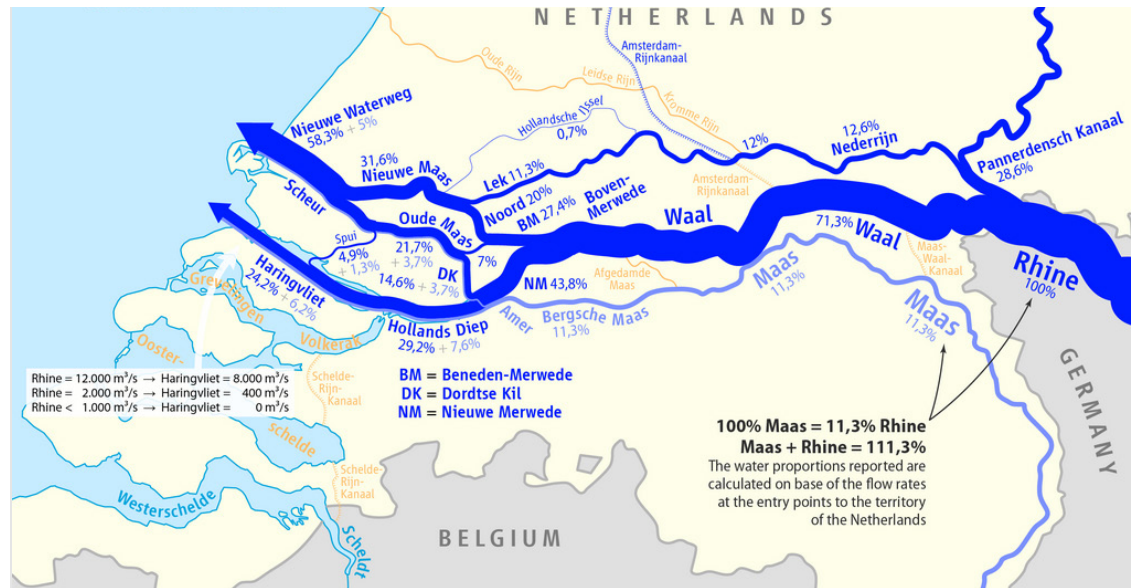 NETHERLANDS
Amsterdam-
Rijnkanaal
Oude Rijn
Leidse Rijn
Kromme Rijn
Hollandsche IJssel
0,7%
Nieuwe Waterweg
58,3% + 5%
31,6%
Nieuwe Maas
Lek 11,3%
12%
12,6%
Nederrijn
Pannerdensch Kanaal
28,6%
Noord 20%
BM 27,4%
Boven-
Merwede
Amsterdam-
Rijnkanaal
Scheur
Oude Maas
21,7%
+ 3,7%
Waal
71,3%
Waal
Maas-
Waal-
Kanaal
Rhine
100%
Spui
4,9%
+ 1,3%
7%
DK
14,6% + 3,7%
NM 43,8%
Afgedamde
Maas
Maas
11,3%
Maas
11,3%
Haringvliet
24,2% + 6,2%
Grevelingen
Volkerak
Hollands Diep
29,2% + 7,6%
Amer
Bergsche Maas
11,3%
Ooster-
schelde
Rhine = 12.000 m³/s → Haringvliet = 8.000 m³/s
Rhine = 2.000 m³/s → Haringvliet = 400 m³/s
Rhine < 1.000 m³/s → Haringvliet = 0 m³/s
Schelde-
Rijn-
Kanaal
BM = Beneden-Merwede
DK = Dordtse Kil
NM = Nieuwe Merwede
100% Maas = 11,3% Rhine
Maas + Rhine = 111,3%
The water proportions reported are
calculated on base of the flow rates
at the entry points to the territory
of the Netherlands
GERMANY
Schelde-
Rijn-
Kanaal
Westerschelde
Scheldt
BELGIUM